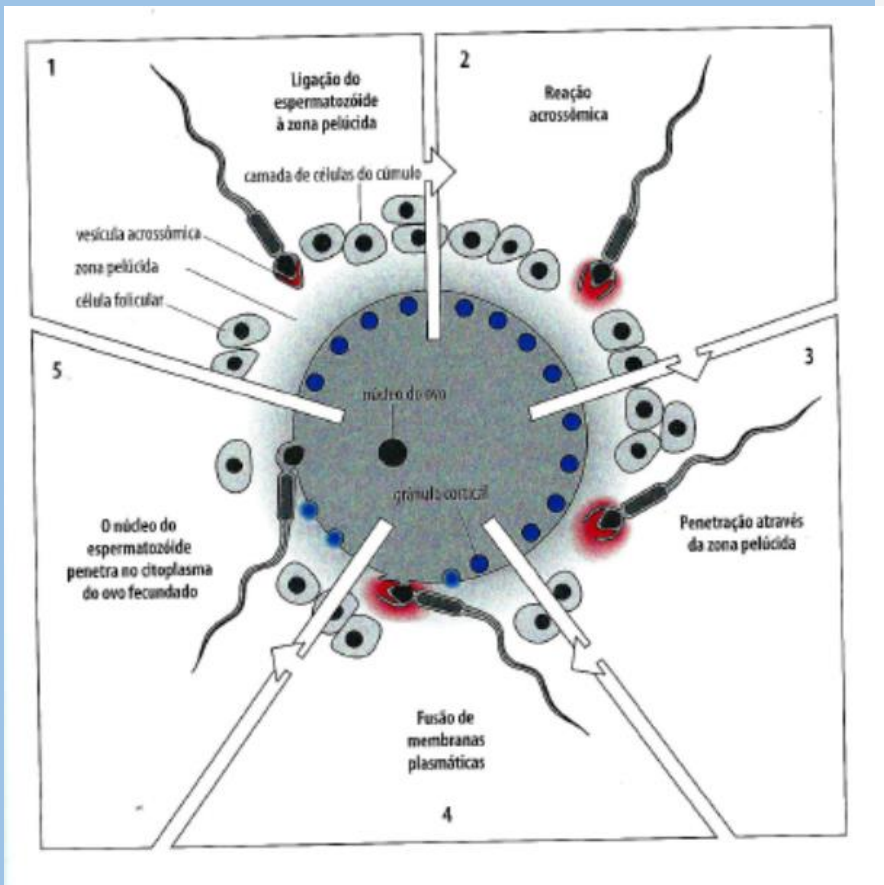 1
Ligação do
espermatozóide
à zona pelúcida
camada de células do cúmulo
vesícula acrossômica
zona pelúcida
célula folicular
2
Reação
acrossômica
3
Penetração através
da zona pelúcida
núcleo do ovo
grânulo cortical
5
O núcleo do
espermatozóide
penetra no citoplasma
do ovo fecundado
Fusão de
membranas
plasmáticas
4